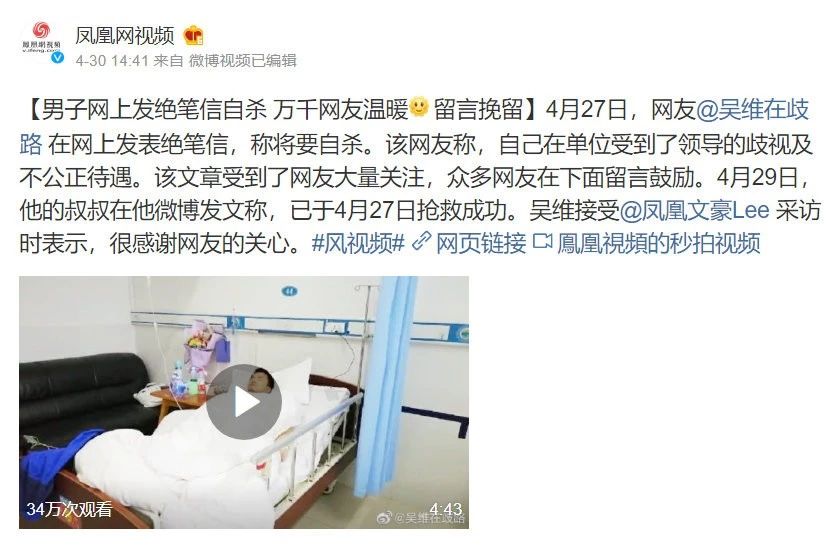 鳳凰網视频
v.ifeng.com
凤凰网视频
4-30 14:41 来自 微博视频已编辑
【男子网上发绝笔信自杀 万千网友温暖 留言挽留】4月27日，网友@吴维在歧
路 在网上发表绝笔信，称将要自杀。该网友称，自己在单位受到了领导的歧视及
不公正待遇。该文章受到了网友大量关注，众多网友在下面留言鼓励。4月29日，
他的叔叔在他微博发文称，已于4月27日抢救成功。吴维接受@凤凰文豪Lee 采访
时表示，很感谢网友的关心。#风视频# 网页链接 鳳凰視頻的秒拍视频
44
34万次观看
4:43
@吴维在歧路